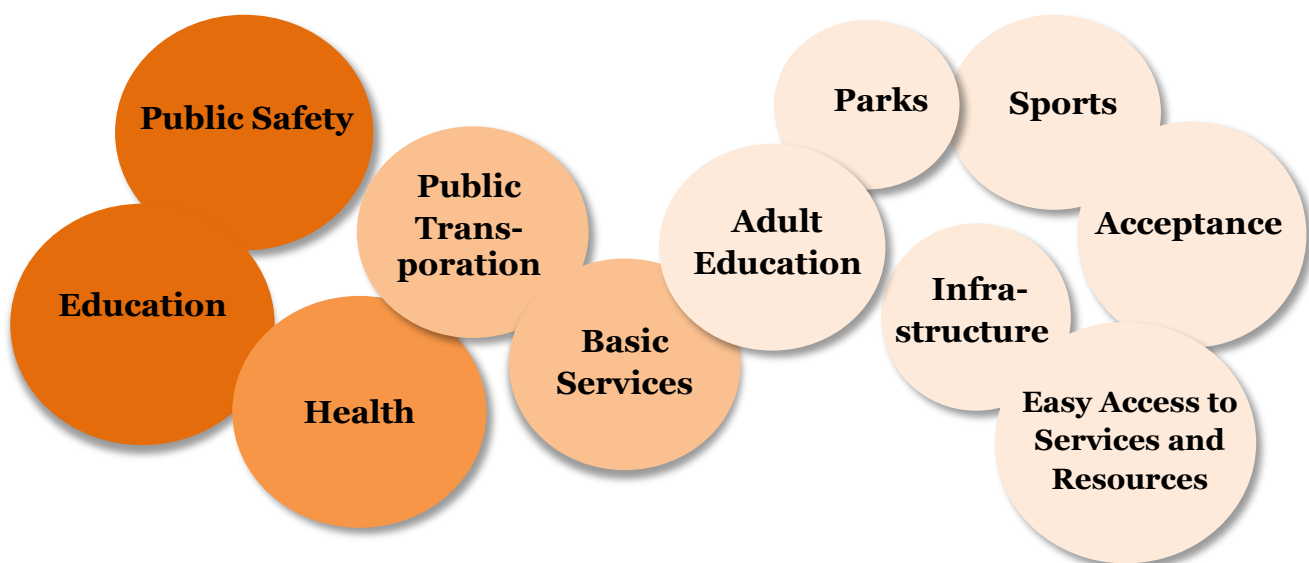 Public Safety
Education
Health
Public
Trans-
poration
Basic
Services
Adult
Education
Parks
Sports
Acceptance
Infra-
structure
Easy Access to
Services and
Resources